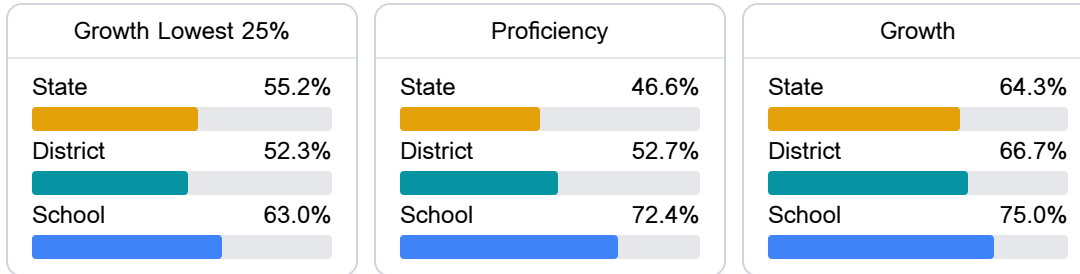 Growth Lowest 25%
State 55.2%
District 52.3%
School 63.0%
Proficiency
State 46.6%
District 52.7%
School 72.4%
Growth
State 64.3%
District 66.7%
School 75.0%